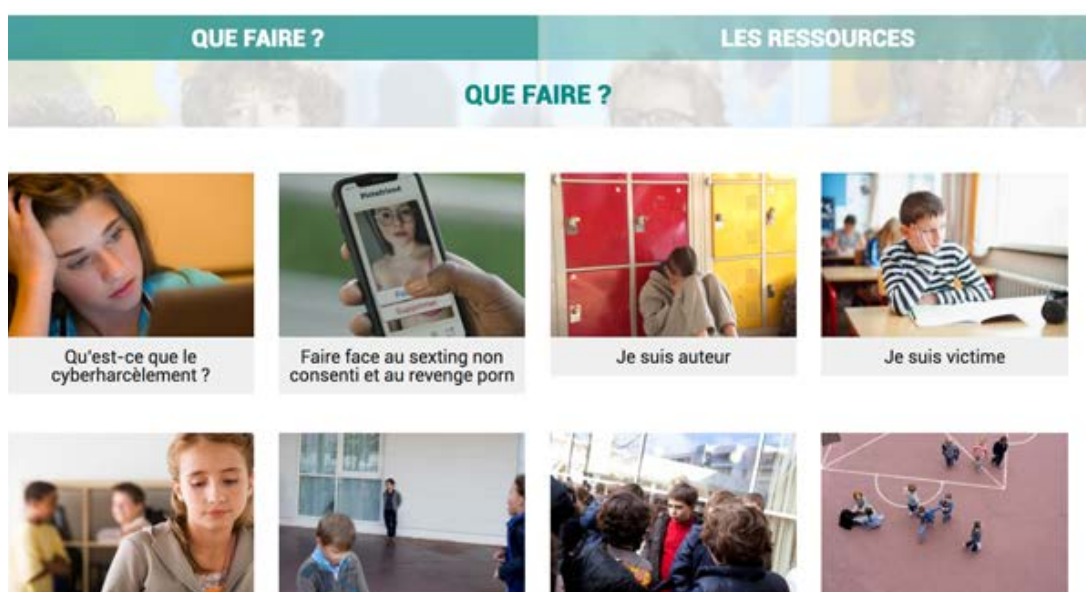 QUE FAIRE ?
LES RESSOURCES
QUE FAIRE ?
Qu'est-ce que le
cyberharcèlement ?
Faire face au sexting non
consenti et au revenge porn
Je suis auteur
Je suis victime